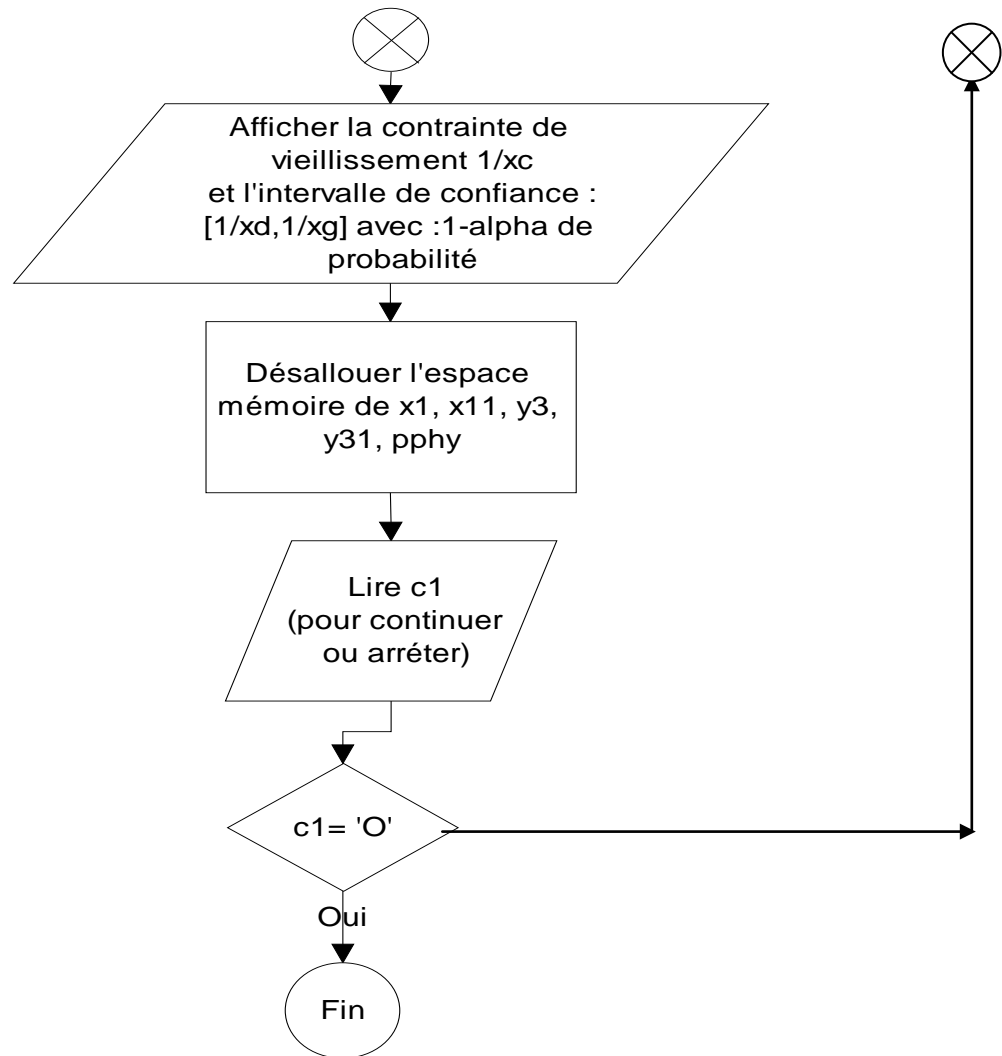 Afficher la contrainte de
vieillissement 1/xc
et l'intervalle de confiance :
[1/xd,1/xg] avec :1-alpha de
probabilité
Désallouer l'espace
mémoire de x1, x11, y3,
y31, pphy
Lire c1
(pour continuer
ou arréter)
c1= 'O'
Oui
Fin